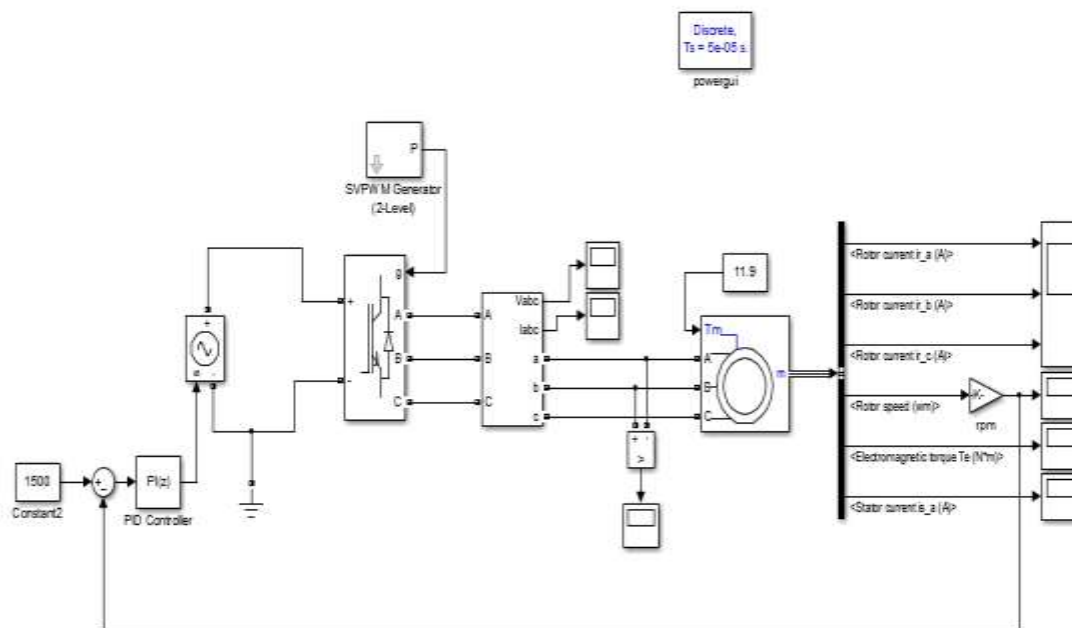 Discrete,
Ts = 5e-05 s.
powergui
P
SVPWM Generator
(2-Level)
g
+
A
B
-
C
Vabc
Iabc
A
a
B
b
C
c
11.9
Tm
A
B
C
m
<Rotor current ir_a (A)>
<Rotor current ir_b (A)>
<Rotor current ir_c (A)>
<Rotor speed (wm)>
-K-
rpm
<Electromagnetic torque Te (N*m)>
<Stator current is_a (A)>
+
s
-
+ -
v
1500
Constant2
+
-
PI(z)
PID Controller